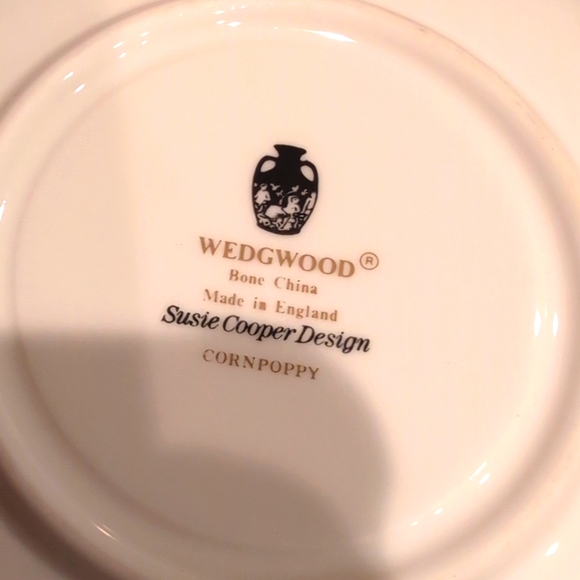 WEDGWOOD®
Bone China
Made in England
Susie Cooper Design
CORNPOPPY